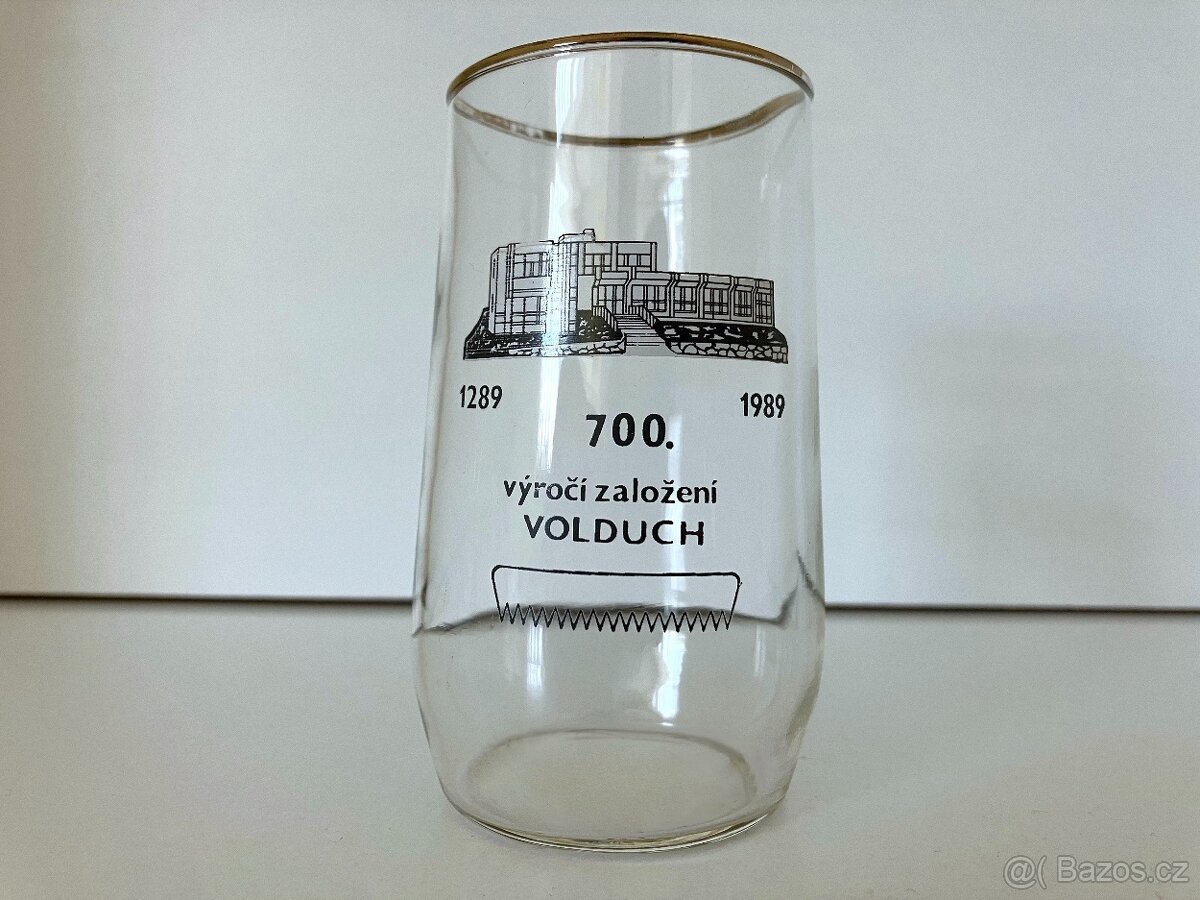 1289 1989
700.
výročí založení
VOLDUCH
@( Bazos.cz